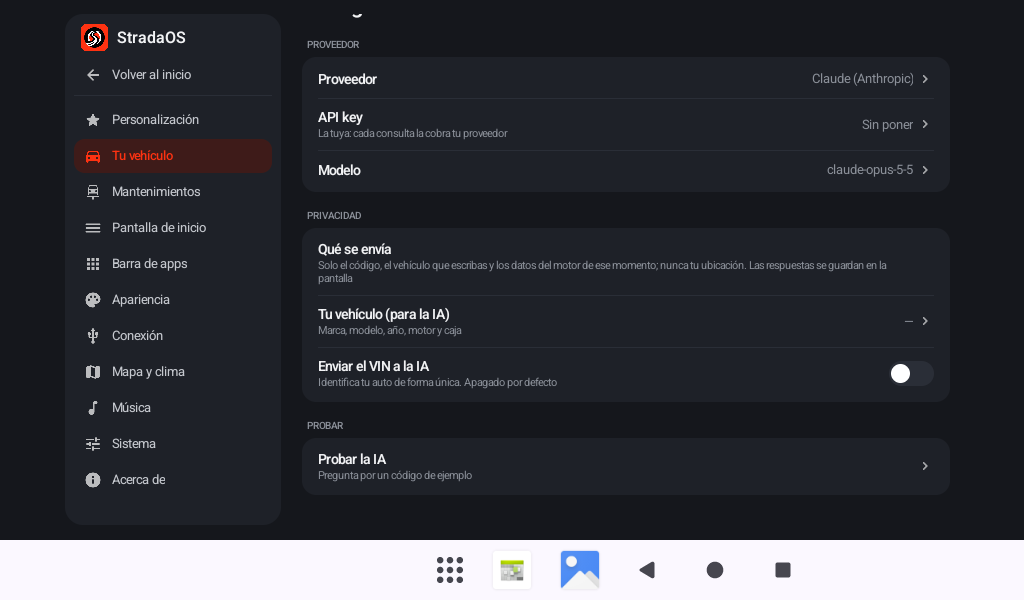 StradaOS
Volver al inicio
Personalización
Tu vehículo
Mantenimientos
Pantalla de inicio
Barra de apps
Apariencia
Conexión
Mapa y clima
Música
Sistema
Acerca de
PROVEEDOR
Proveedor
Claude (Anthropic)
API key
La tuya: cada consulta la cobra tu proveedor
Sin poner
Modelo
claude-opus-5-5
PRIVACIDAD
Qué se envía
Solo el código, el vehículo que escribas y los datos del motor de ese momento; nunca tu ubicación. Las respuestas se guardan en la
pantalla
Tu vehículo (para la IA)
Marca, modelo, año, motor y caja
—
Enviar el VIN a la IA
Identifica tu auto de forma única. Apagado por defecto
PROBAR
Probar la IA
Pregunta por un código de ejemplo